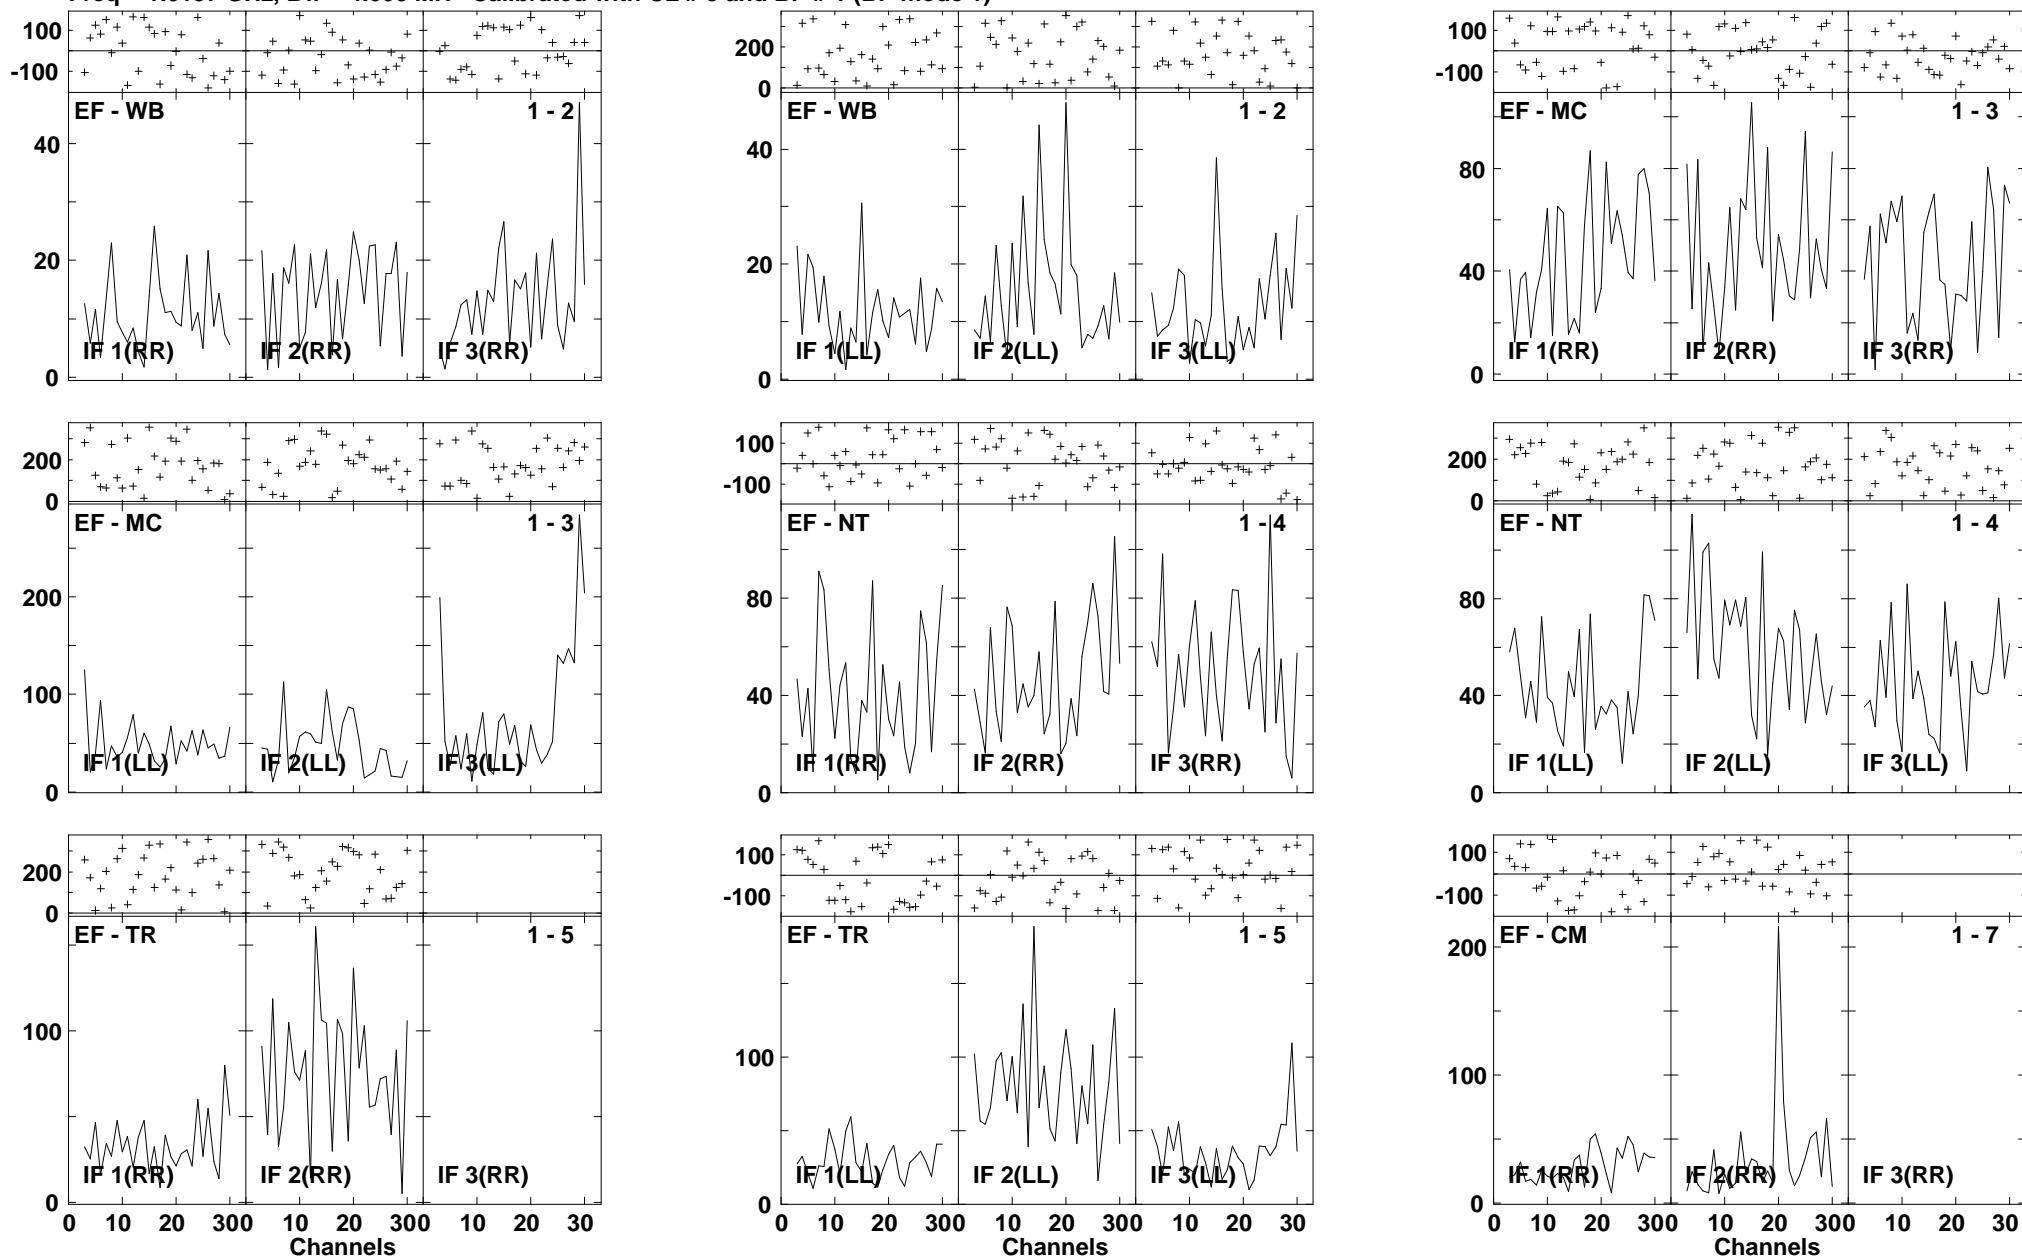 100
-100
EF - WB
1 - 2
40
20
0
IF 1(RR)
IF 2(RR)
IF 3(RR)
200
0
EF - WB
1 - 2
40
20
0
IF 1(LL)
IF 2(LL)
IF 3(LL)
100
-100
EF - MC
1 - 3
80
40
0
IF 1(RR)
IF 2(RR)
IF 3(RR)
200
0
EF - MC
1 - 3
200
100
0
IF 1(LL)
IF 2(LL)
IF 3(LL)
100
-100
EF - NT
1 - 4
80
40
0
IF 1(RR)
IF 2(RR)
IF 3(RR)
200
0
EF - NT
1 - 4
80
40
0
IF 1(LL)
IF 2(LL)
IF 3(LL)
200
0
EF - TR
1 - 5
100
0
IF 1(RR)
IF 2(RR)
IF 3(RR)
0 10 20 30 0 10 20 30 0 10 20 30
Channels
100
-100
EF - TR
1 - 5
100
0
IF 1(LL)
IF 2(LL)
IF 3(LL)
0 10 20 30 0 10 20 30 0 10 20 30
Channels
100
-100
EF - CM
1 - 7
200
100
0
IF 1(RR)
IF 2(RR)
IF 3(RR)
0 10 20 30 0 10 20 30 0 10 20 30
Channels